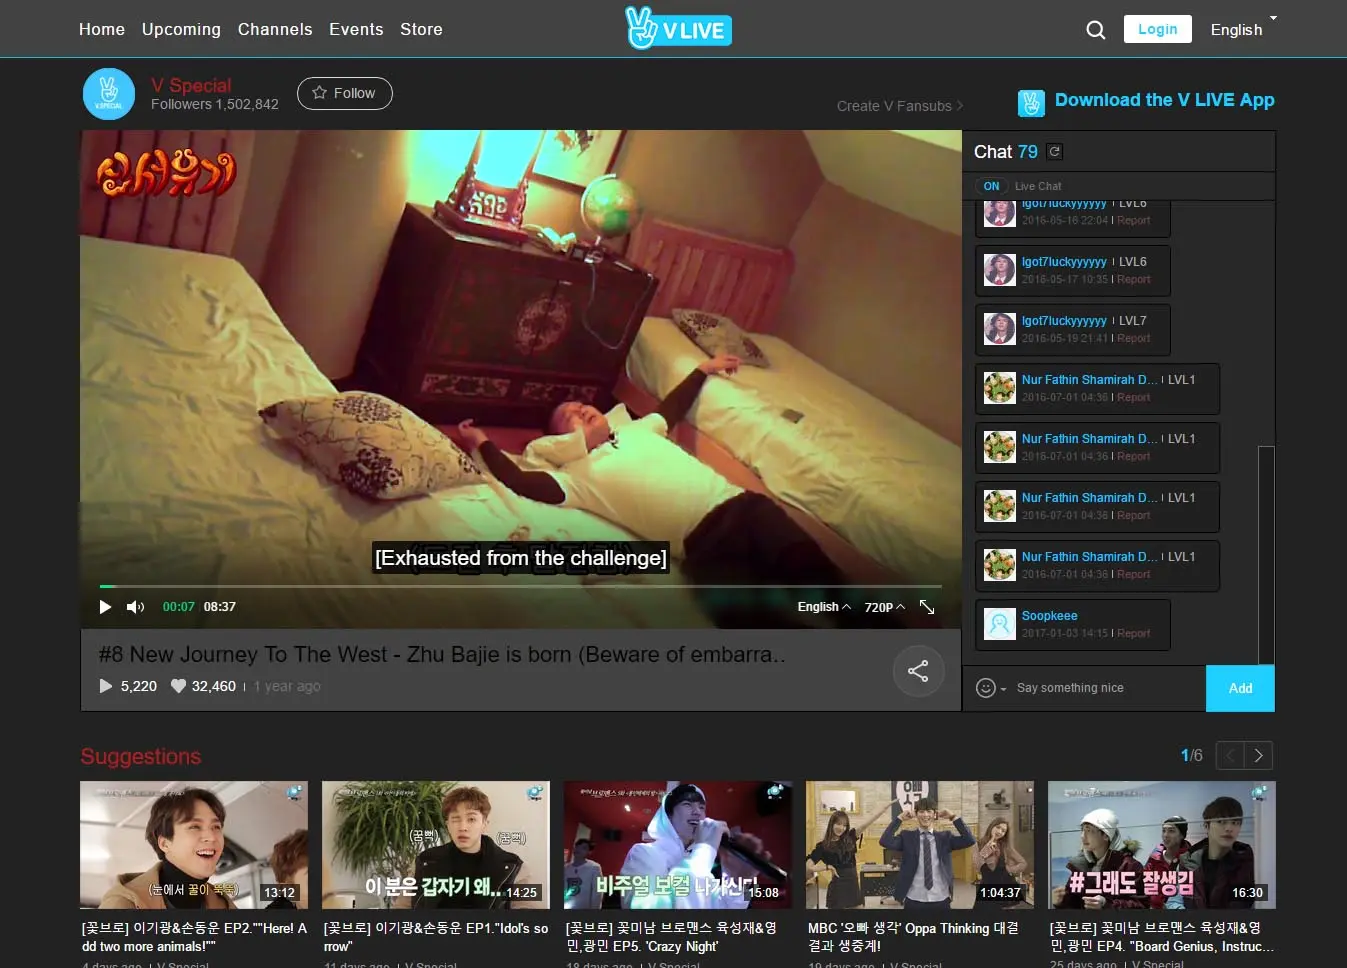 Home Upcoming Channels Events Store
V LIVE
Login English
V Special
Followers 1,502,842
Follow
Create V Fansubs
Download the V LIVE App
신서유기
[Exhausted from the challenge]
00:07 08:37
English 720P
#8 New Journey To The West - Zhu Bajie is born (Beware of embarra..
5,220 32,460 1 year ago
Chat 79
ON Live Chat
Igot7luckyyyyyy LVL6
2016-05-16 22:04 Report
Igot7luckyyyyyy LVL6
2016-05-17 10:35 Report
Igot7luckyyyyyy LVL7
2016-05-19 21:41 Report
Nur Fathin Shamirah D... LVL1
2016-07-01 04:36 Report
Nur Fathin Shamirah D... LVL1
2016-07-01 04:36 Report
Nur Fathin Shamirah D... LVL1
2016-07-01 04:36 Report
Nur Fathin Shamirah D... LVL1
2016-07-01 04:36 Report
Soopkeee
2017-01-03 14:15 Report
Say something nice
Add
Suggestions
1/6
(눈에서 꿀이 뚝뚝)
13:12
[꽃브로] 이기광&손동운 EP2.""Here! A
dd two more animals!""
4 days ago V Special
(꿈뻑)
(꿈뻑)
이 분은 갑자기 왜..
14:25
[꽃브로] 이기광&손동운 EP1."Idol's so
rrow"
11 days ago V Special
비주얼 보컬 나가신다
15:08
[꽃브로] 꽃미남 브로맨스 육성재&영
민,광민 EP5. 'Crazy Night'
18 days ago V Special
1:04:37
MBC '오빠 생각' Oppa Thinking 대결
결과 생중계!
19 days ago V Special
#그래도 잘생김
16:30
[꽃브로] 꽃미남 브로맨스 육성재&영
민,광민 EP4. "Board Genius, Instruc...
25 days ago V Special